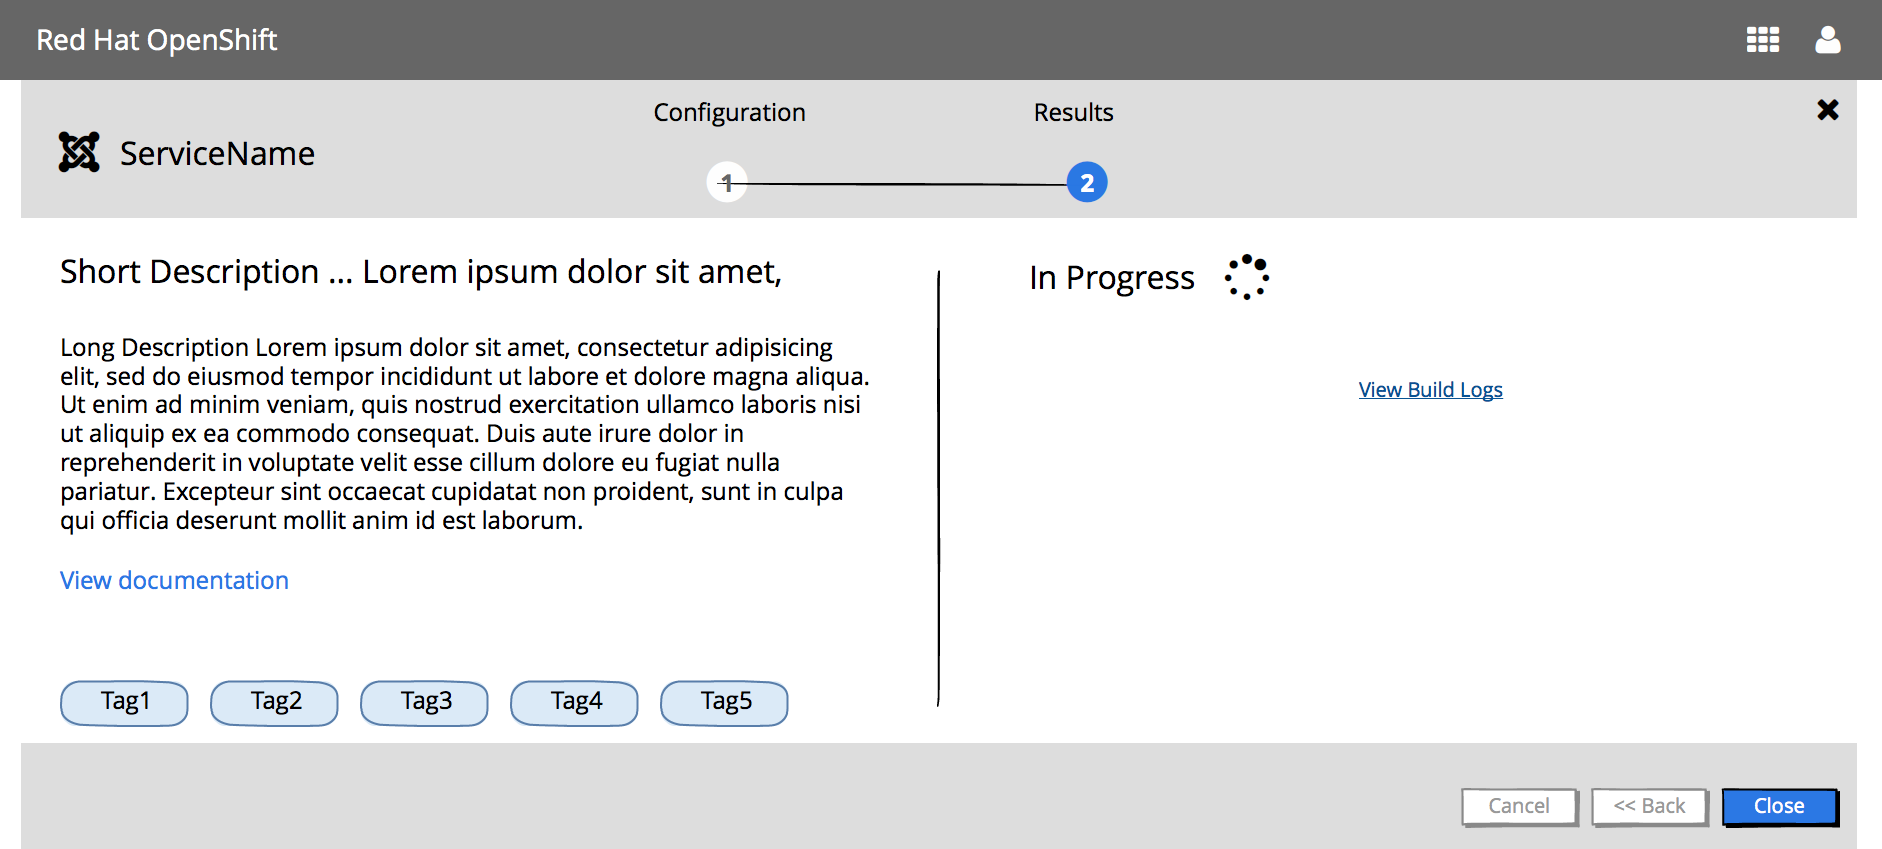 Red Hat OpenShift
Configuration
Results
ServiceName
1
2
Short Description ... Lorem ipsum dolor sit amet,
Long Description Lorem ipsum dolor sit amet, consectetur adipisicing
elit, sed do eiusmod tempor incididunt ut labore et dolore magna aliqua.
Ut enim ad minim veniam, quis nostrud exercitation ullamco laboris nisi
ut aliquip ex ea commodo consequat. Duis aute irure dolor in
reprehenderit in voluptate velit esse cillum dolore eu fugiat nulla
pariatur. Excepteur sint occaecat cupidatat non proident, sunt in culpa
qui officia deserunt mollit anim id est laborum.
View documentation
Tag1
Tag2
Tag3
Tag4
Tag5
In Progress
View Build Logs
Cancel
<< Back
Close